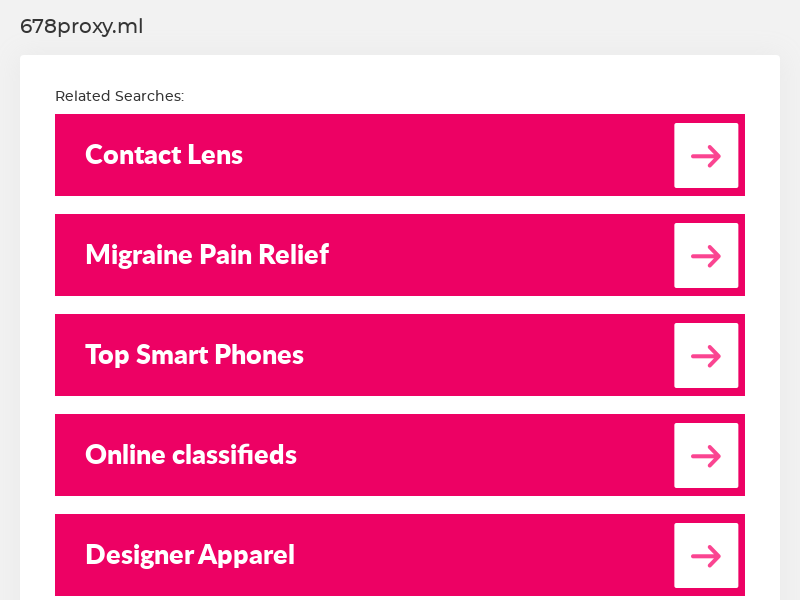 678proxy.ml
Related Searches:
Contact Lens
Migraine Pain Relief
Top Smart Phones
Online classifieds
Designer Apparel